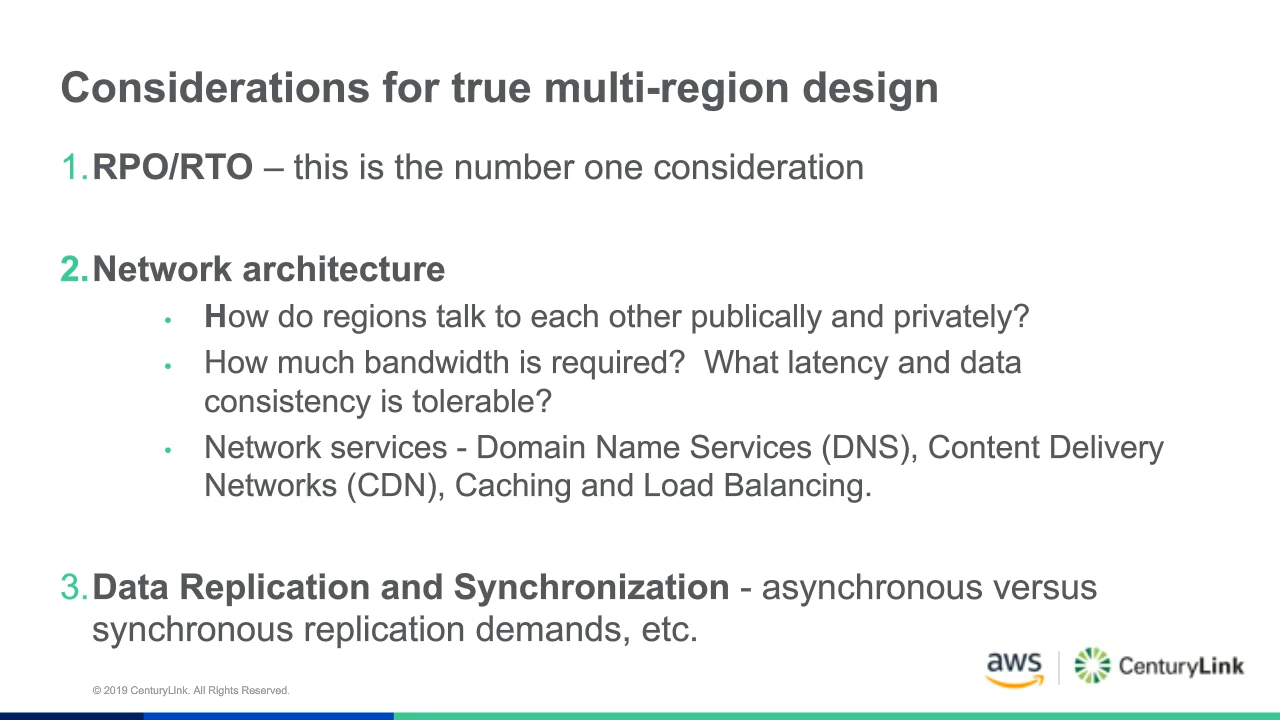 Considerations for true multi-region design
1. RPO/RTO – this is the number one consideration
2. Network architecture
• How do regions talk to each other publically and privately?
• How much bandwidth is required?  What latency and data
consistency is tolerable?
• Network services - Domain Name Services (DNS), Content Delivery
Networks (CDN), Caching and Load Balancing.
3. Data Replication and Synchronization - asynchronous versus
synchronous replication demands, etc.
aws | CenturyLink
© 2019 CenturyLink. All Rights Reserved.